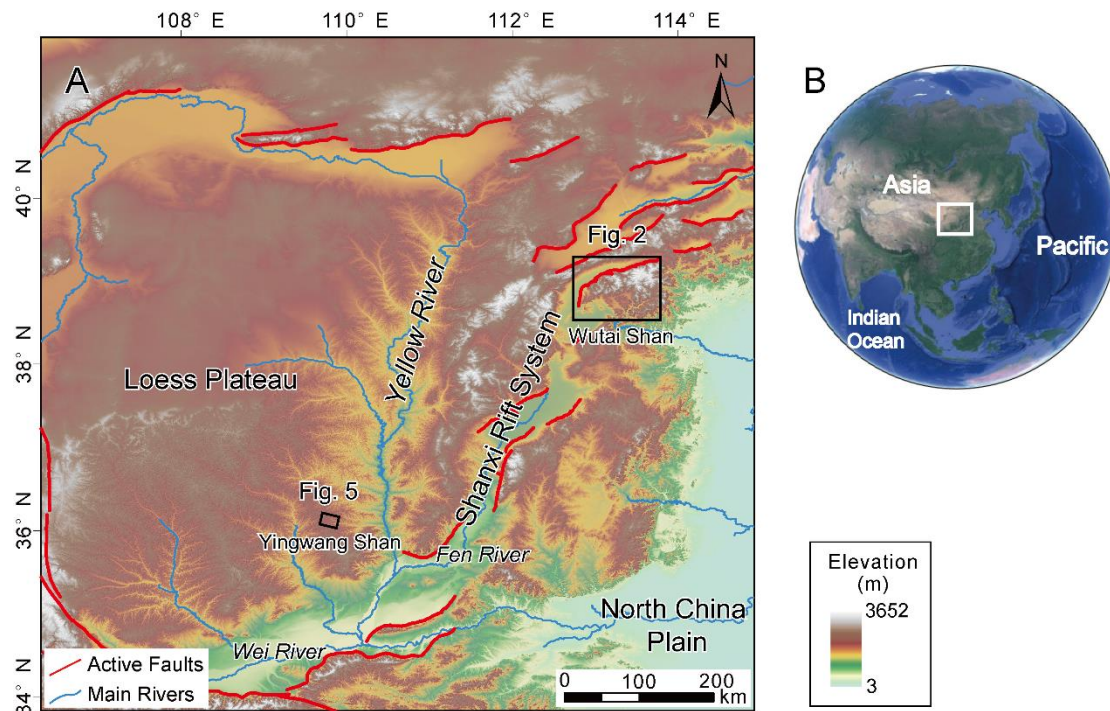 108° E
110° E
112° E
114° E
A
N
40° N
38° N
36° N
34° N
Fig. 2
Wutai Shan
Yellow River
Shanxi Rift System
Loess Plateau
Fig. 5
Yingwang Shan
Fen River
Wei River
North China
Plain
Active Faults
Main Rivers
0 50 100 200
km
B
Asia
Pacific
Indian
Ocean
Elevation
(m)
3652
3